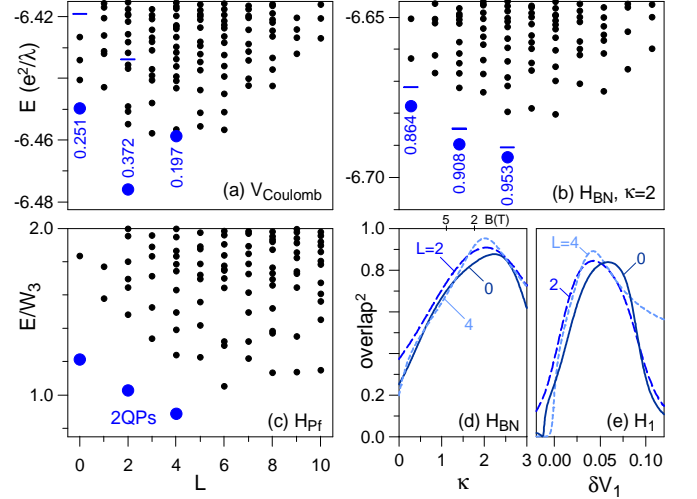 -6.42
-6.44
-6.46
-6.48
E (e²/λ)
0.251
0.372
0.197
(a) V_Coulomb
-6.65
-6.70
0.864
0.908
0.953
(b) H_BN, κ=2
2.0
1.0
E/W₃
2QPs
(c) H_Pf
0 2 4 6 8 10
L
5 2 B(T)
1.0
0.8
0.6
0.4
0.2
0.0
overlap²
L=2
0
4
(d) H_BN
0 1 2 3
κ
L=4
0
2
(e) H₁
0.00 0.05 0.10
δV₁